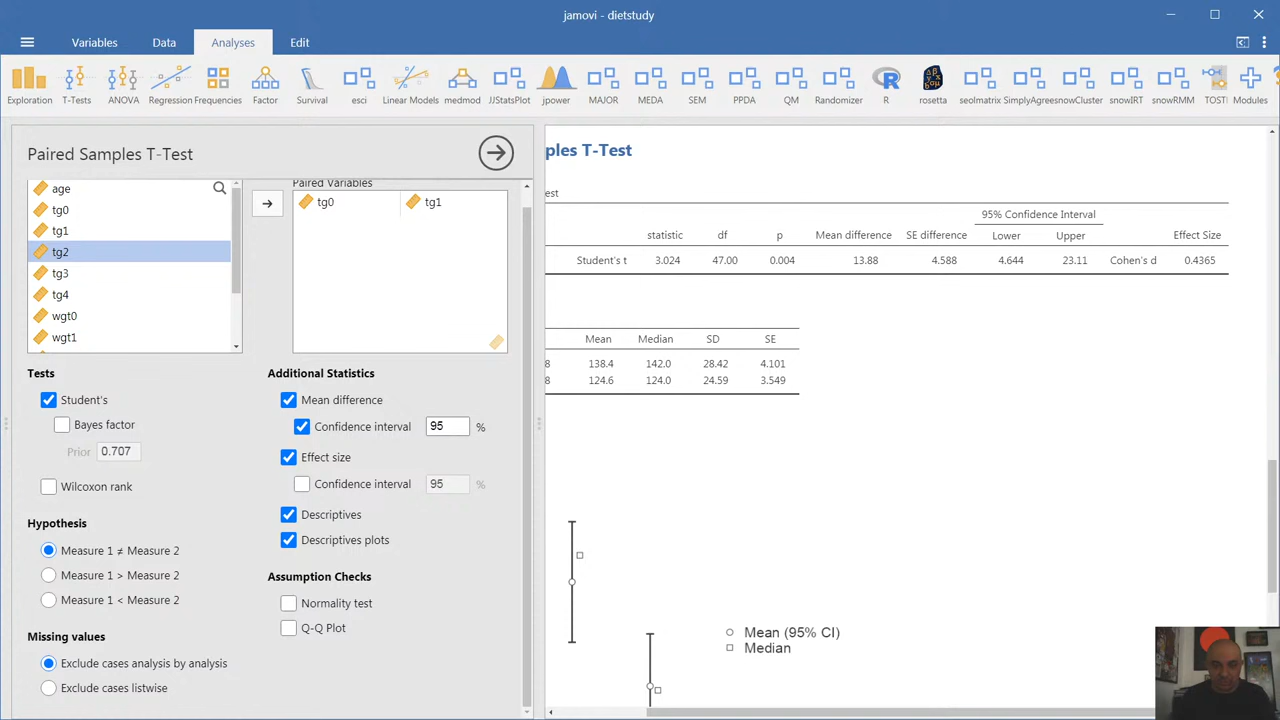 jamovi - dietstudy
Variables
Data
Analyses
Edit
Exploration
T-Tests
ANOVA
Regression
Frequencies
Factor
Survival
esci
Linear Models
medmod
JJStatsPlot
jpower
MAJOR
MEDA
SEM
PPDA
QM
Randomizer
R
rosetta
seolmatrix
SimplyAgree
snowCluster
snowIRT
snowRMM
TOST
Modules
Paired Samples T-Test
age
tg0
tg1
tg2
tg3
tg4
wgt0
wgt1
Paired Variables
tg0 tg1
Tests
Student's
Bayes factor
Prior 0.707
Wilcoxon rank
Hypothesis
Measure 1 ≠ Measure 2
Measure 1 > Measure 2
Measure 1 < Measure 2
Missing values
Exclude cases analysis by analysis
Exclude cases listwise
Additional Statistics
Mean difference
Confidence interval 95 %
Effect size
Confidence interval 95 %
Descriptives
Descriptives plots
Assumption Checks
Normality test
Q-Q Plot
ples T-Test
est
95% Confidence Interval
statistic df p Mean difference SE difference Lower Upper Effect Size
Student's t 3.024 47.00 0.004 13.88 4.588 4.644 23.11 Cohen's d 0.4365
Mean Median SD SE
8 138.4 142.0 28.42 4.101
8 124.6 124.0 24.59 3.549
Mean (95% CI)
Median